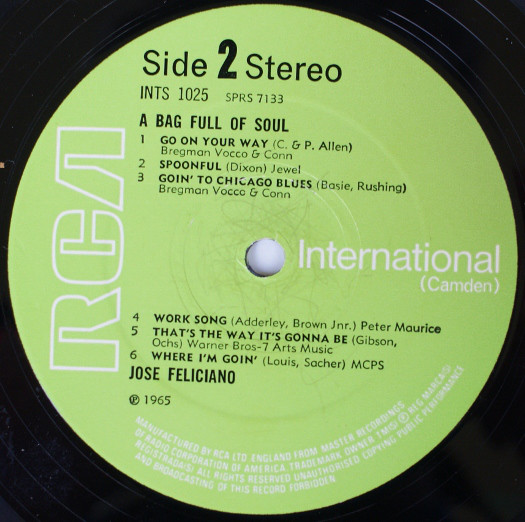 Side 2 Stereo
INTS 1025 SPRS 7133
A BAG FULL OF SOUL
1 GO ON YOUR WAY (C. & P. Allen)
Bregman Vocco & Conn
2 SPOONFUL (Dixon) Jewel
3 GOIN' TO CHICAGO BLUES (Basie, Rushing)
Bregman Vocco & Conn
RCA
International
(Camden)
4 WORK SONG (Adderley, Brown Jnr.) Peter Maurice
5 THAT'S THE WAY IT'S GONNA BE (Gibson,
Ochs) Warner Bros-7 Arts Music
6 WHERE I'M GOIN' (Louis, Sacher) MCPS
JOSE FELICIANO
℗ 1965
MANUFACTURED BY RCA LTD. ENGLAND FROM MASTER RECORDINGS
OF RADIO CORPORATION OF AMERICA. TRADEMARK OWNER TM(S) ® REG MARCA(S)
REGISTRADA(S) ALL RIGHTS RESERVED UNAUTHORISED COPYING PUBLIC PERFORMANCE
AND BROADCASTING OF THIS RECORD FORBIDDEN